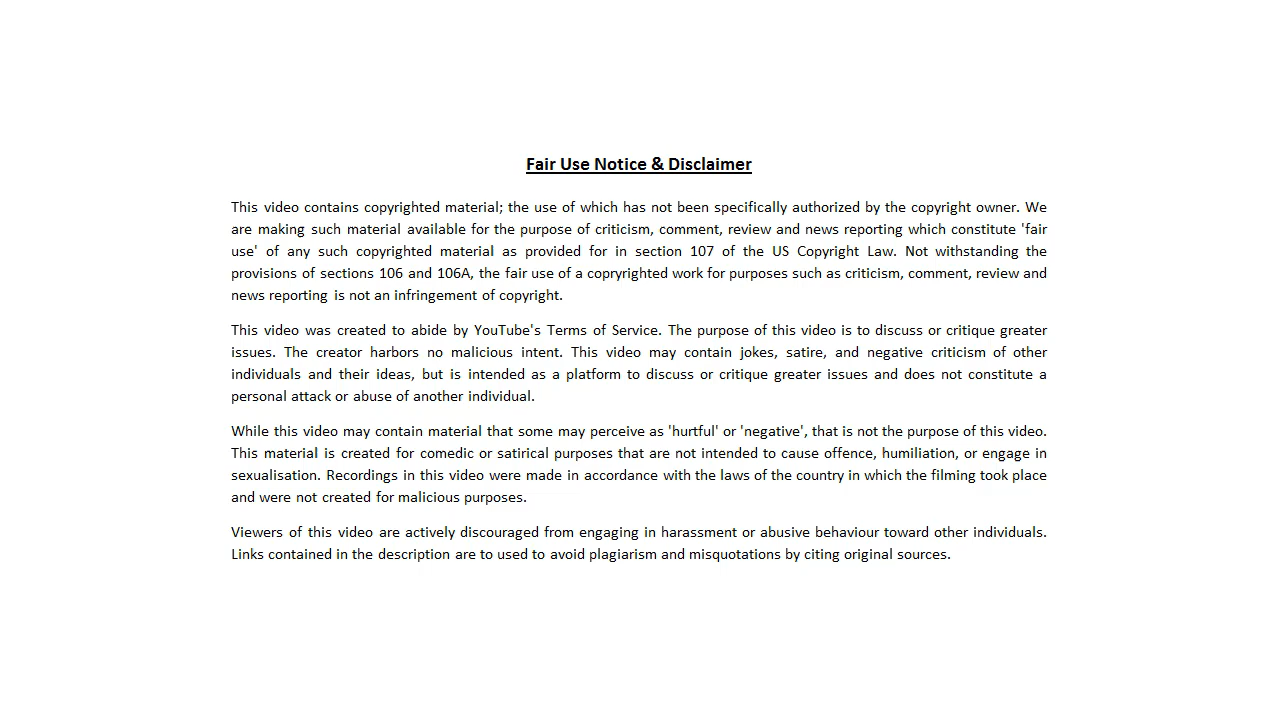 Fair Use Notice & Disclaimer
This video contains copyrighted material; the use of which has not been specifically authorized by the copyright owner. We
are making such material available for the purpose of criticism, comment, review and news reporting which constitute 'fair
use' of any such copyrighted material as provided for in section 107 of the US Copyright Law. Not withstanding the
provisions of sections 106 and 106A, the fair use of a copryrighted work for purposes such as criticism, comment, review and
news reporting is not an infringement of copyright.
This video was created to abide by YouTube's Terms of Service. The purpose of this video is to discuss or critique greater
issues. The creator harbors no malicious intent. This video may contain jokes, satire, and negative criticism of other
individuals and their ideas, but is intended as a platform to discuss or critique greater issues and does not constitute a
personal attack or abuse of another individual.
While this video may contain material that some may perceive as 'hurtful' or 'negative', that is not the purpose of this video.
This material is created for comedic or satirical purposes that are not intended to cause offence, humiliation, or engage in
sexualisation. Recordings in this video were made in accordance with the laws of the country in which the filming took place
and were not created for malicious purposes.
Viewers of this video are actively discouraged from engaging in harassment or abusive behaviour toward other individuals.
Links contained in the description are to used to avoid plagiarism and misquotations by citing original sources.